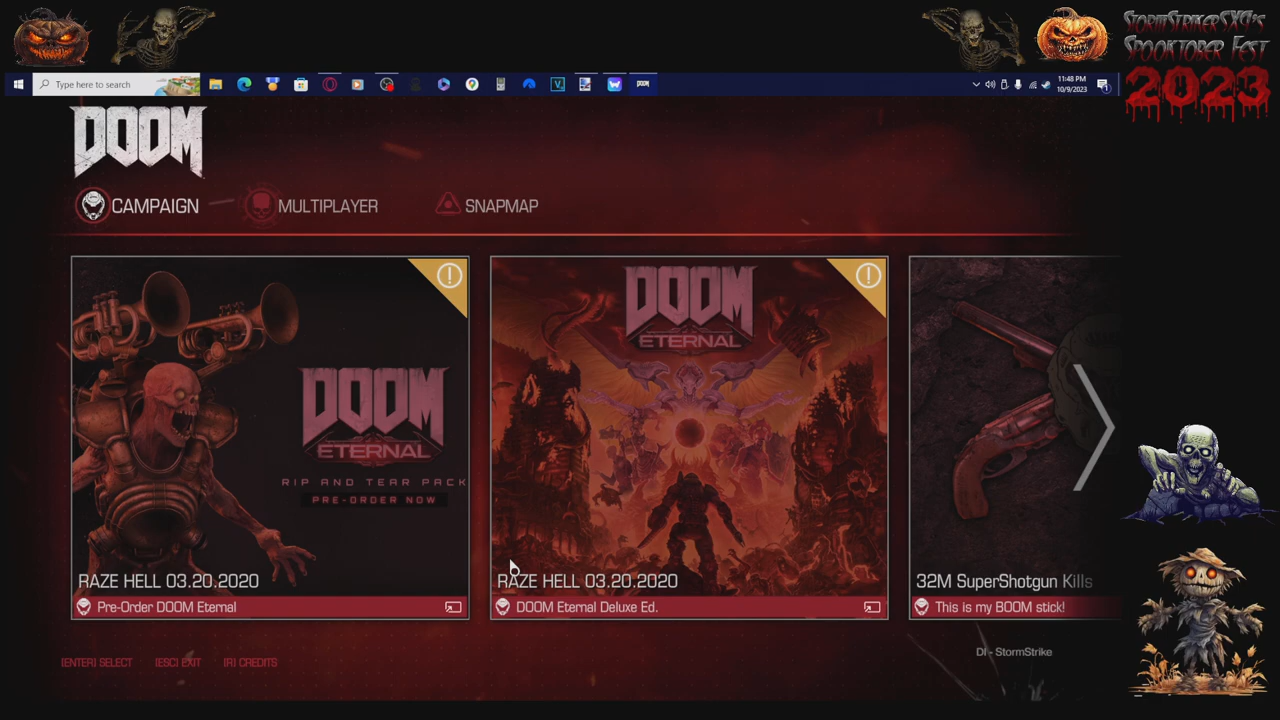 StormStrikerSX9's
Spooktober Fest
2023
Type here to search
11:48 PM
10/9/2023
DOOM
CAMPAIGN
MULTIPLAYER
SNAPMAP
DOOM
ETERNAL
RIP AND TEAR PACK
PRE-ORDER NOW
RAZE HELL 03.20.2020
Pre-Order DOOM Eternal
DOOM
ETERNAL
RAZE HELL 03.20.2020
DOOM Eternal Deluxe Ed.
32M SuperShotgun Kills
This is my BOOM stick!
[ENTER] SELECT
[ESC] EXIT
[R] CREDITS
DI - StormStrike